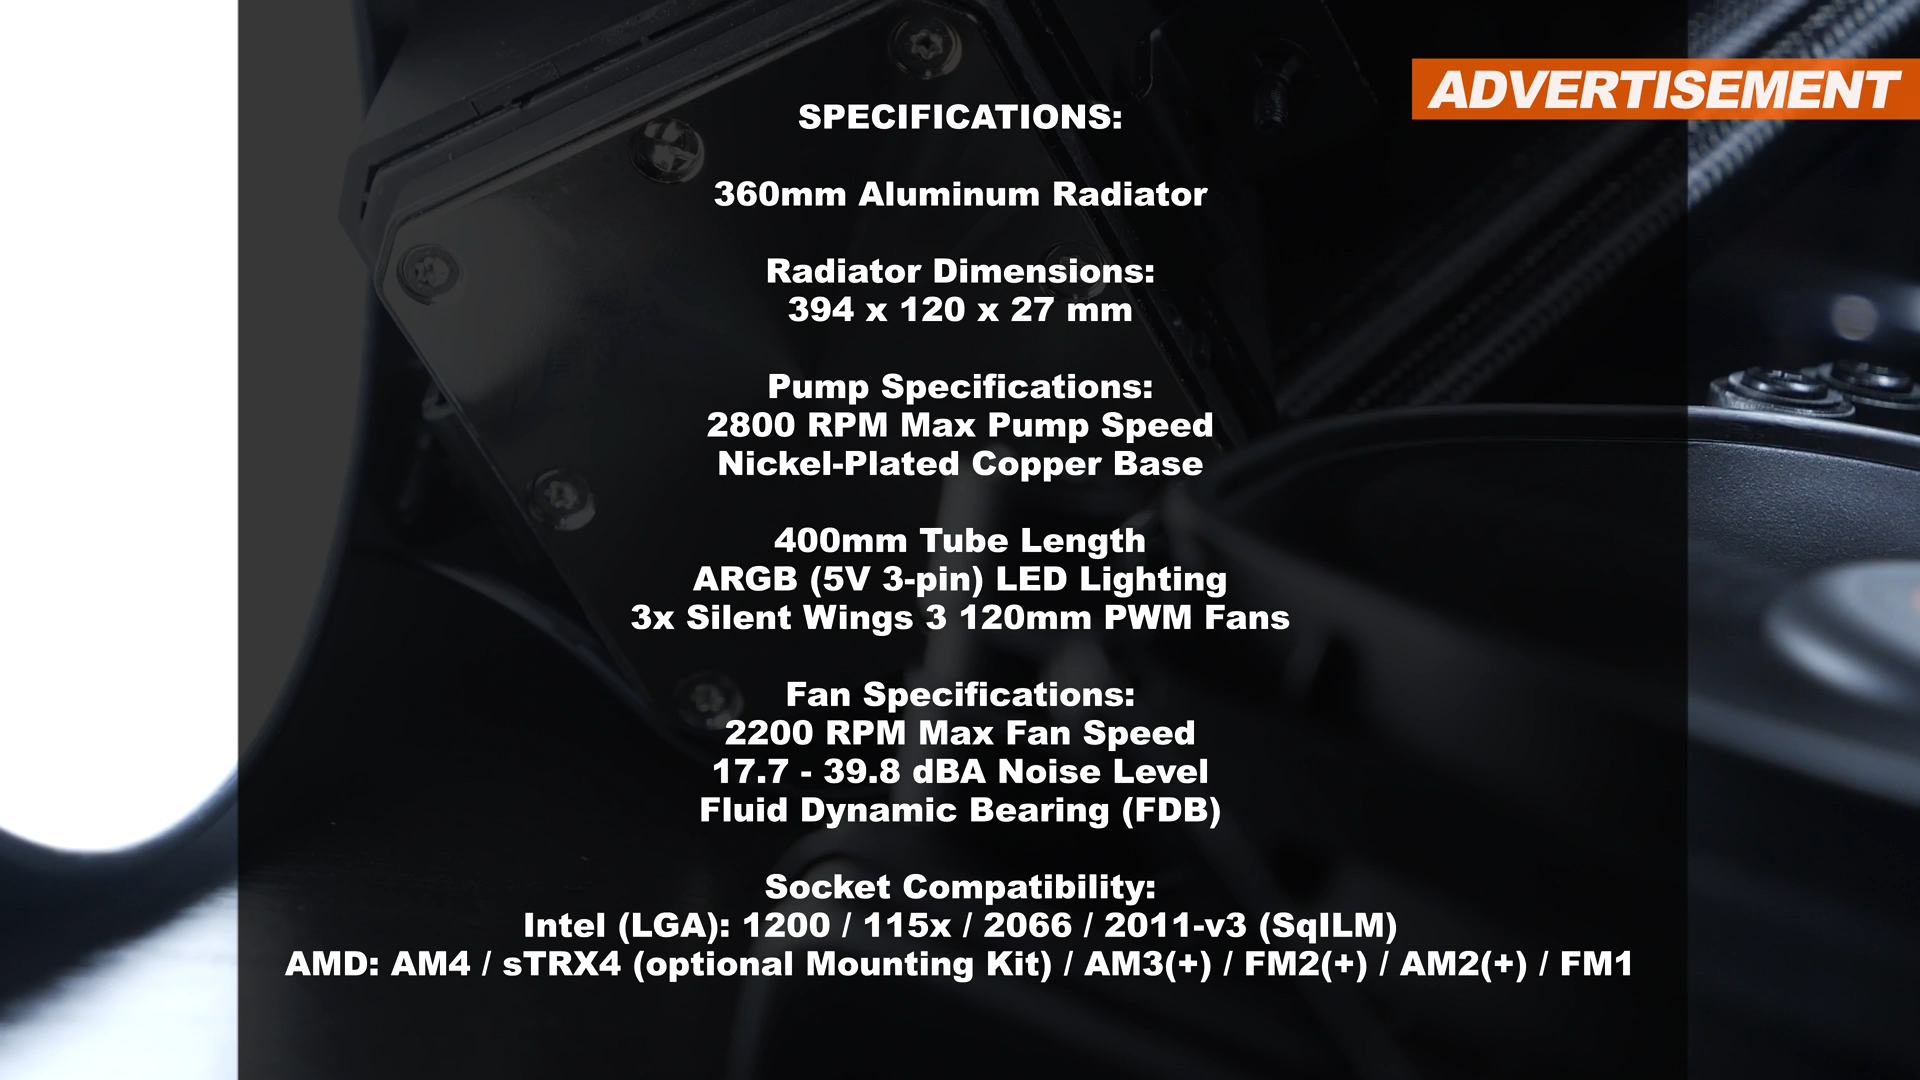 ADVERTISEMENT
SPECIFICATIONS:
360mm Aluminum Radiator
Radiator Dimensions:
394 x 120 x 27 mm
Pump Specifications:
2800 RPM Max Pump Speed
Nickel-Plated Copper Base
400mm Tube Length
ARGB (5V 3-pin) LED Lighting
3x Silent Wings 3 120mm PWM Fans
Fan Specifications:
2200 RPM Max Fan Speed
17.7 - 39.8 dBA Noise Level
Fluid Dynamic Bearing (FDB)
Socket Compatibility:
Intel (LGA): 1200 / 115x / 2066 / 2011-v3 (SqILM)
AMD: AM4 / sTRX4 (optional Mounting Kit) / AM3(+) / FM2(+) / AM2(+) / FM1